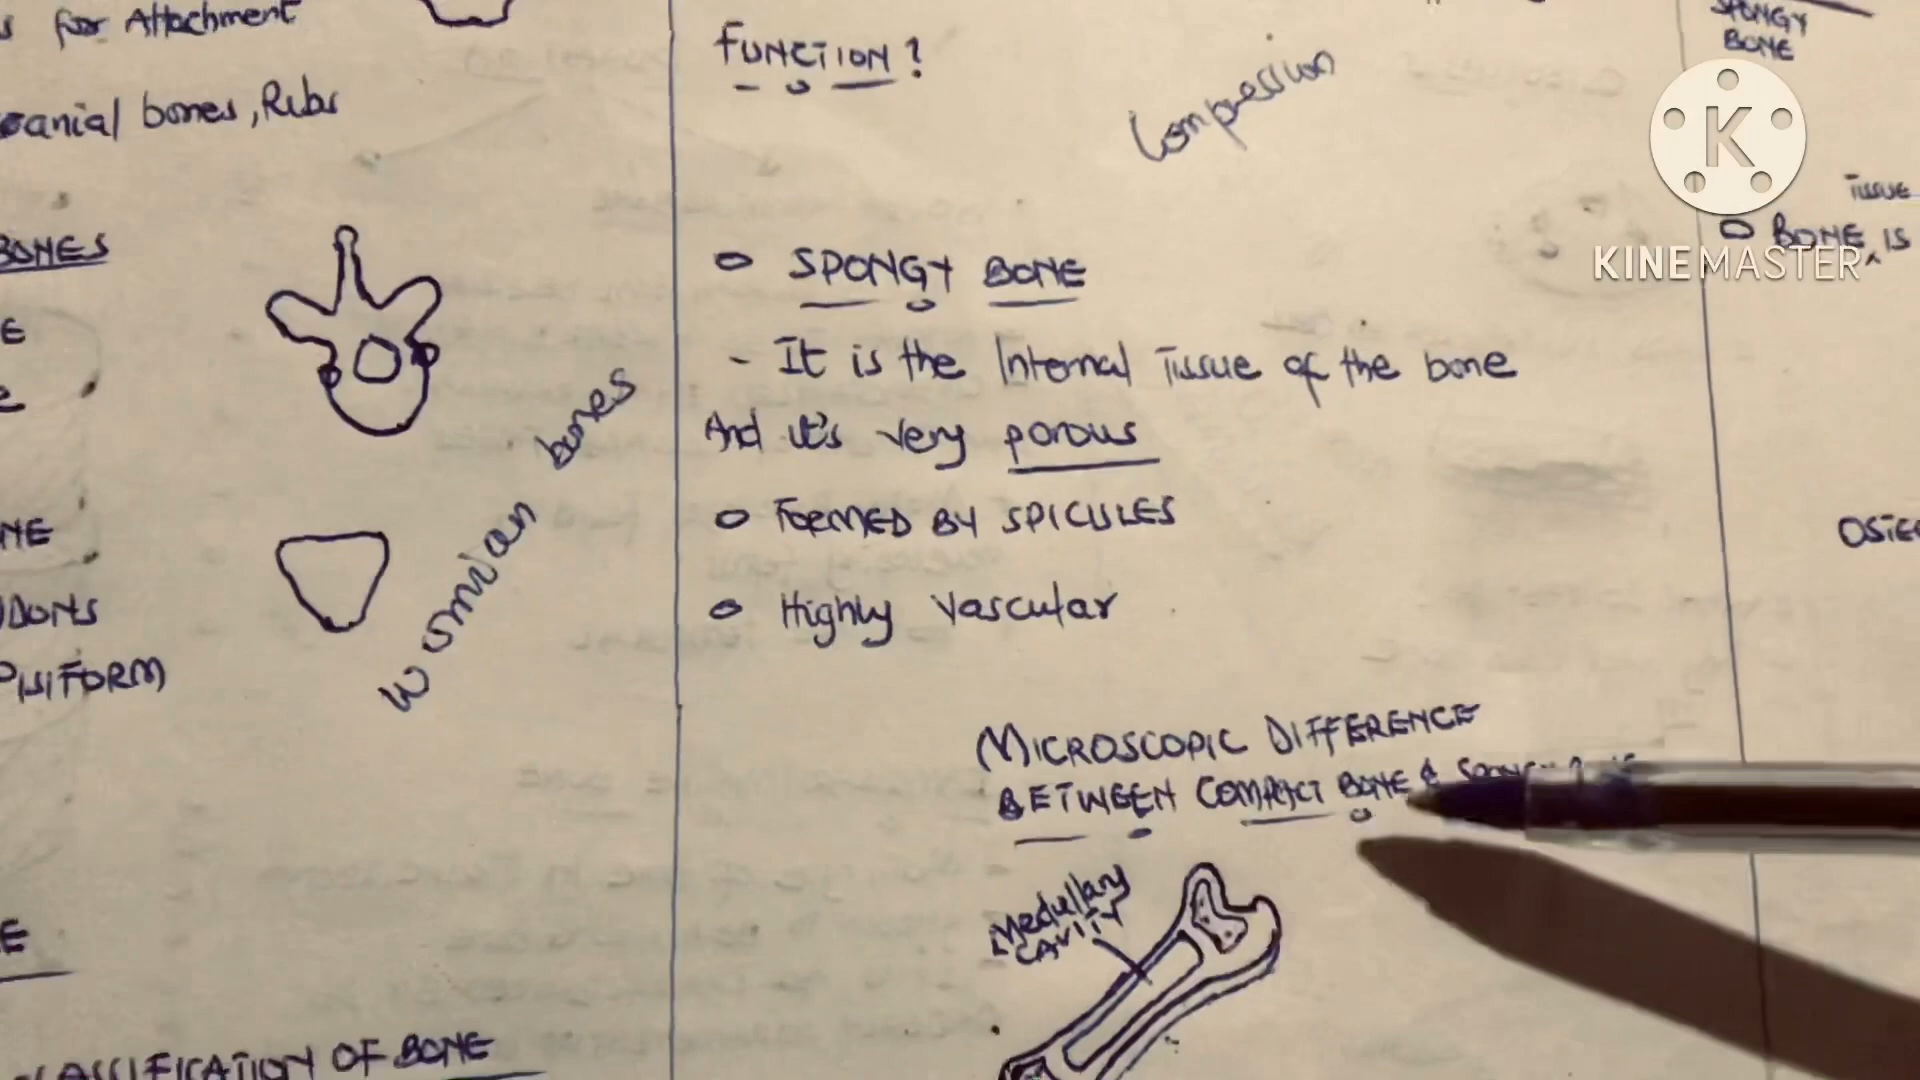 for Attachment
bones, Ribs
BONES
E
NE
PISIFORM
wormian bones
E
CLASSIFICATION OF BONE
FUNCTION?
Compression
SPONGY BONE
- It is the Internal Tissue of the bone
And it's very porous
FORMED BY SPICULES
Highly Vascular
MICROSCOPIC DIFFERENCE
BETWEEN COMPACT BONE &
Medullary
CAVITY
SPONGY
BONE
K
KINEMASTER
TISSUE
BONE ^ IS